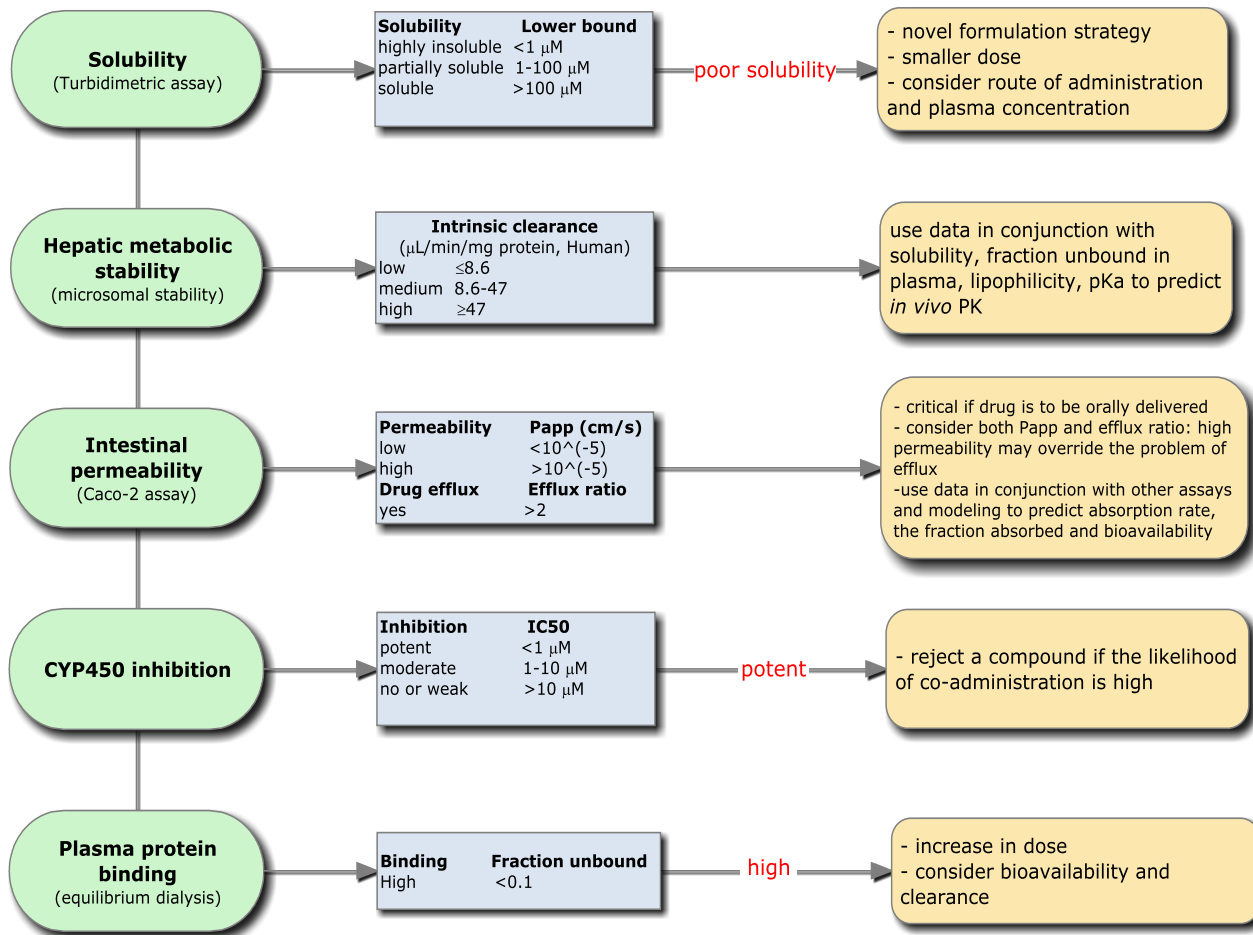 Solubility
(Turbidimetric assay)
Solubility Lower bound
highly insoluble <1 μM
partially soluble 1-100 μM
soluble >100 μM
poor solubility
- novel formulation strategy
- smaller dose
- consider route of administration
and plasma concentration
Hepatic metabolic
stability
(microsomal stability)
Intrinsic clearance
(μL/min/mg protein, Human)
low ≤8.6
medium 8.6-47
high ≥47
use data in conjunction with
solubility, fraction unbound in
plasma, lipophilicity, pKa to predict
in vivo PK
Intestinal
permeability
(Caco-2 assay)
Permeability Papp (cm/s)
low <10^(-5)
high >10^(-5)
Drug efflux Efflux ratio
yes >2
- critical if drug is to be orally delivered
- consider both Papp and efflux ratio: high
permeability may override the problem of
efflux
-use data in conjunction with other assays
and modeling to predict absorption rate,
the fraction absorbed and bioavailability
CYP450 inhibition
Inhibition IC50
potent <1 μM
moderate 1-10 μM
no or weak >10 μM
potent
- reject a compound if the likelihood
of co-administration is high
Plasma protein
binding
(equilibrium dialysis)
Binding Fraction unbound
High <0.1
high
- increase in dose
- consider bioavailability and
clearance